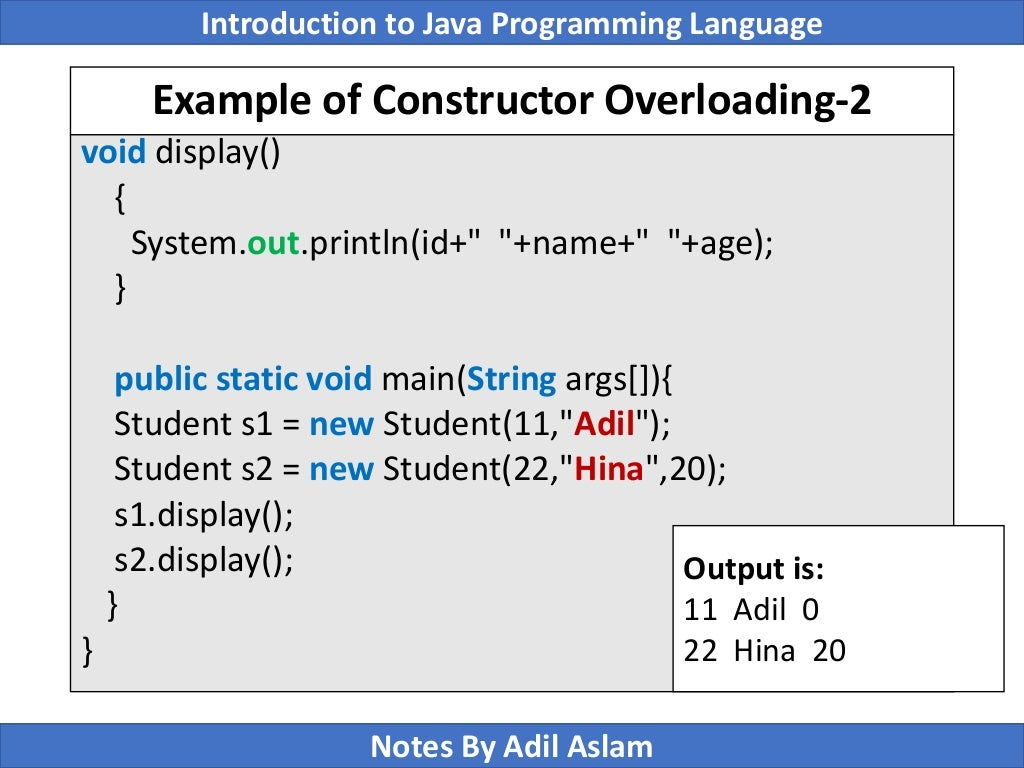 Introduction to Java Programming Language
Example of Constructor Overloading-2
void display()
{
System.out.println(id+"  "+name+"  "+age);
}
public static void main(String args[]){
Student s1 = new Student(11,"Adil");
Student s2 = new Student(22,"Hina",20);
s1.display();
s2.display();
}
}
Output is:
11  Adil  0
22  Hina  20
Notes By Adil Aslam